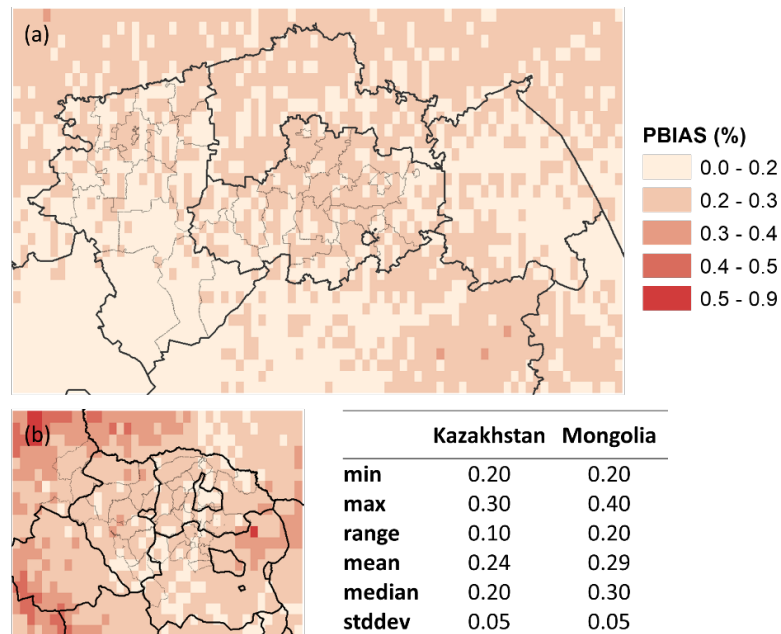 (a)
PBIAS (%)
0.0 - 0.2
0.2 - 0.3
0.3 - 0.4
0.4 - 0.5
0.5 - 0.9
(b)
Kazakhstan Mongolia
min 0.20 0.20
max 0.30 0.40
range 0.10 0.20
mean 0.24 0.29
median 0.20 0.30
stddev 0.05 0.05